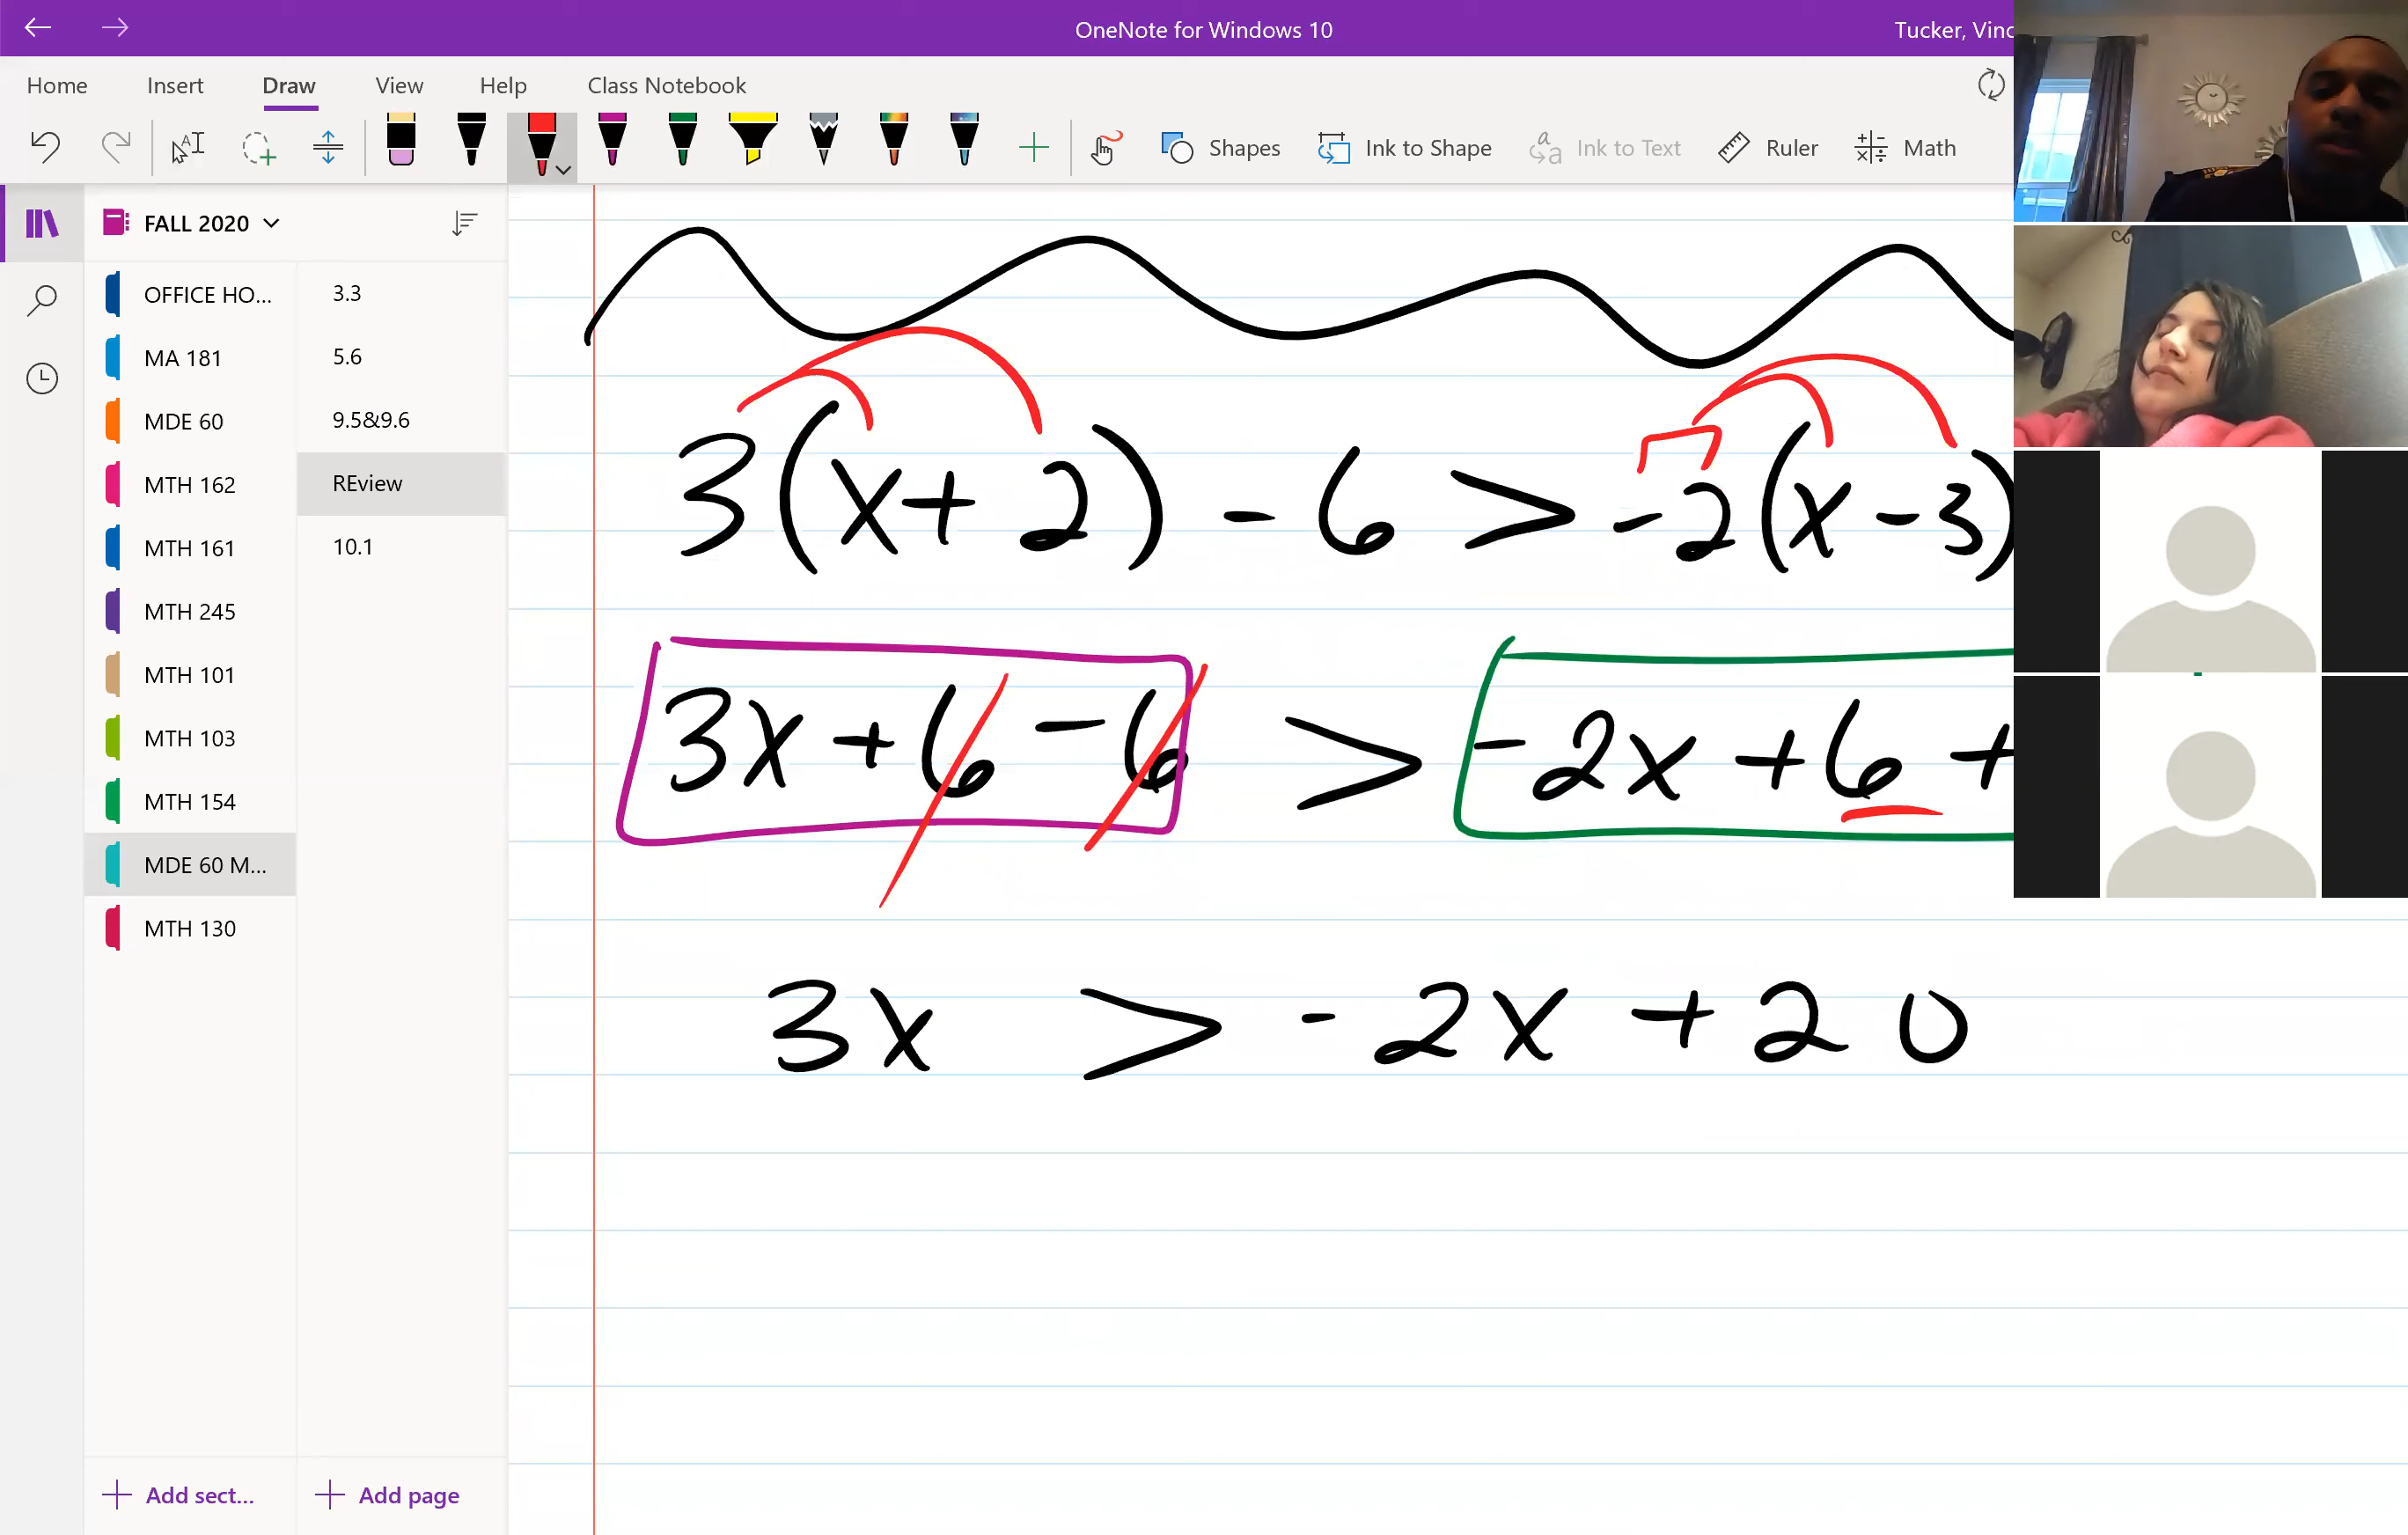 OneNote for Windows 10
Tucker, Vinc
Home Insert Draw View Help Class Notebook
Shapes Ink to Shape Ink to Text Ruler Math
FALL 2020
OFFICE HO...
MA 181
MDE 60
MTH 162
MTH 161
MTH 245
MTH 101
MTH 103
MTH 154
MDE 60 M...
MTH 130
Add sect...
3.3
5.6
9.5&9.6
REview
10.1
Add page
3(x+2)-6>-2(x-3)
3x+6-6>-2x+6+
3x>-2x+20